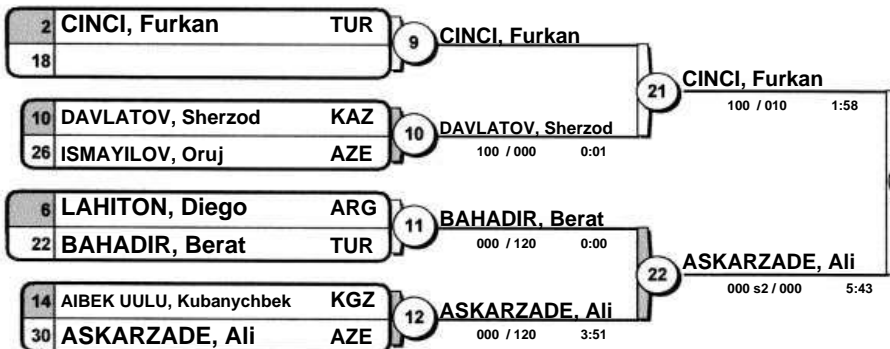 2 CINCI, Furkan TUR
18
9 CINCI, Furkan
10 DAVLATOV, Sherzod KAZ
26 ISMAYILOV, Oruj AZE
10 DAVLATOV, Sherzod
100 / 000 0:01
21 CINCI, Furkan
100 / 010 1:58
6 LAHITON, Diego ARG
22 BAHADIR, Berat TUR
11 BAHADIR, Berat
000 / 120 0:00
14 AIBEK UULU, Kubanychbek KGZ
30 ASKARZADE, Ali AZE
12 ASKARZADE, Ali
000 / 120 3:51
22 ASKARZADE, Ali
000 s2 / 000 5:43